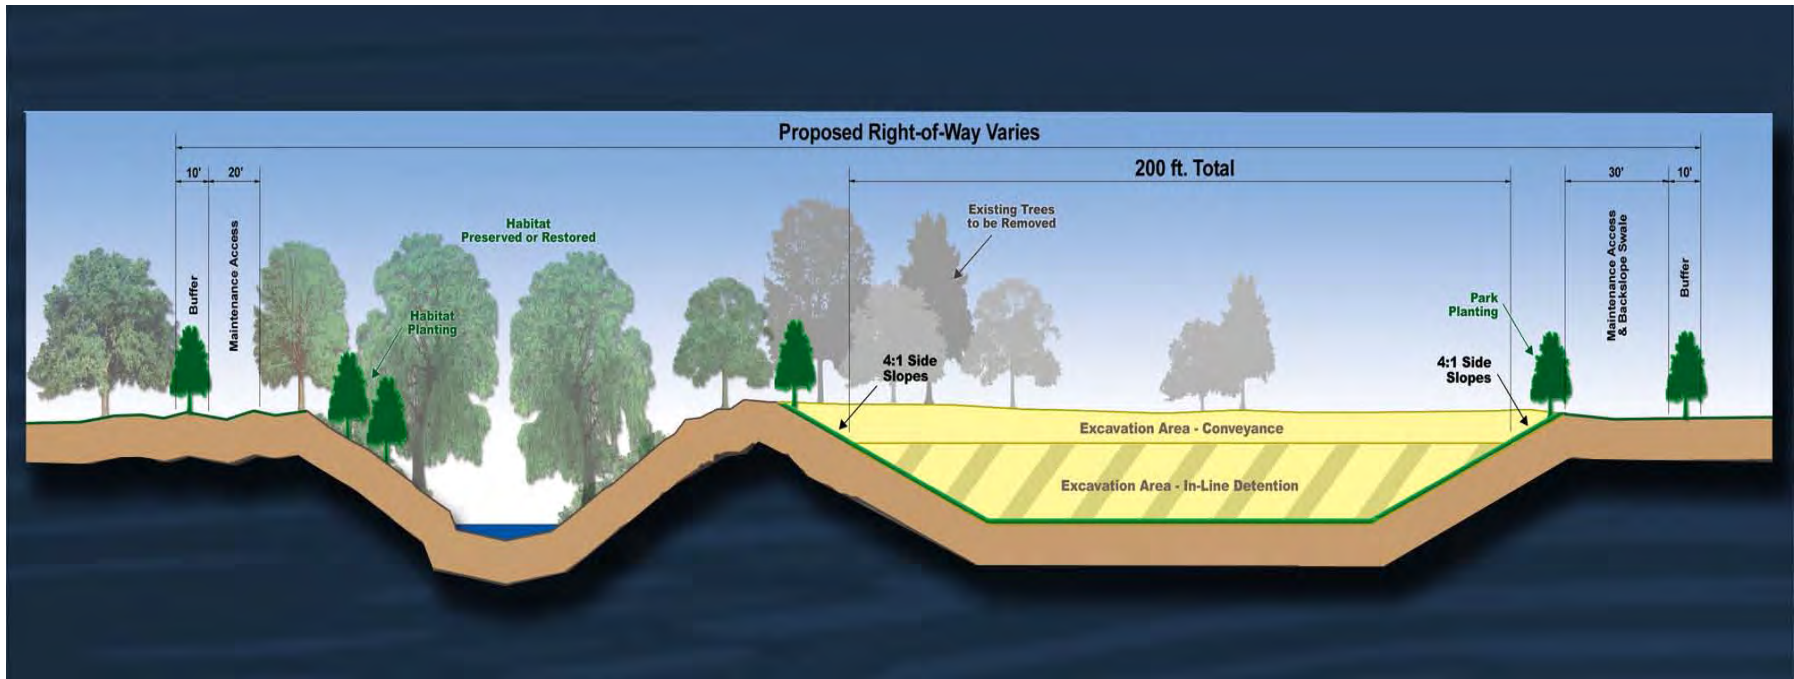 Proposed Right-of-Way Varies
200 ft. Total
10'
20'
30'
10'
Buffer
Maintenance Access
Habitat
Preserved or Restored
Habitat
Planting
Existing Trees
to be Removed
4:1 Side
Slopes
Park
Planting
4:1 Side
Slopes
Maintenance Access
& Backslope Swale
Buffer
Excavation Area - Conveyance
Excavation Area - In-Line Detention